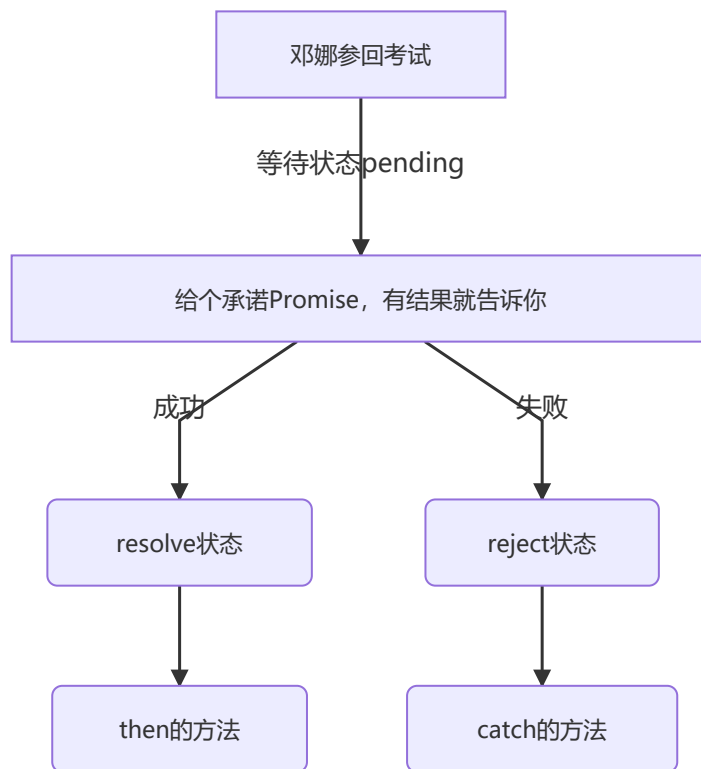 邓娜参回考试
等待状态pending
给个承诺Promise，有结果就告诉你
成功
失败
resolve状态
reject状态
then的方法
catch的方法